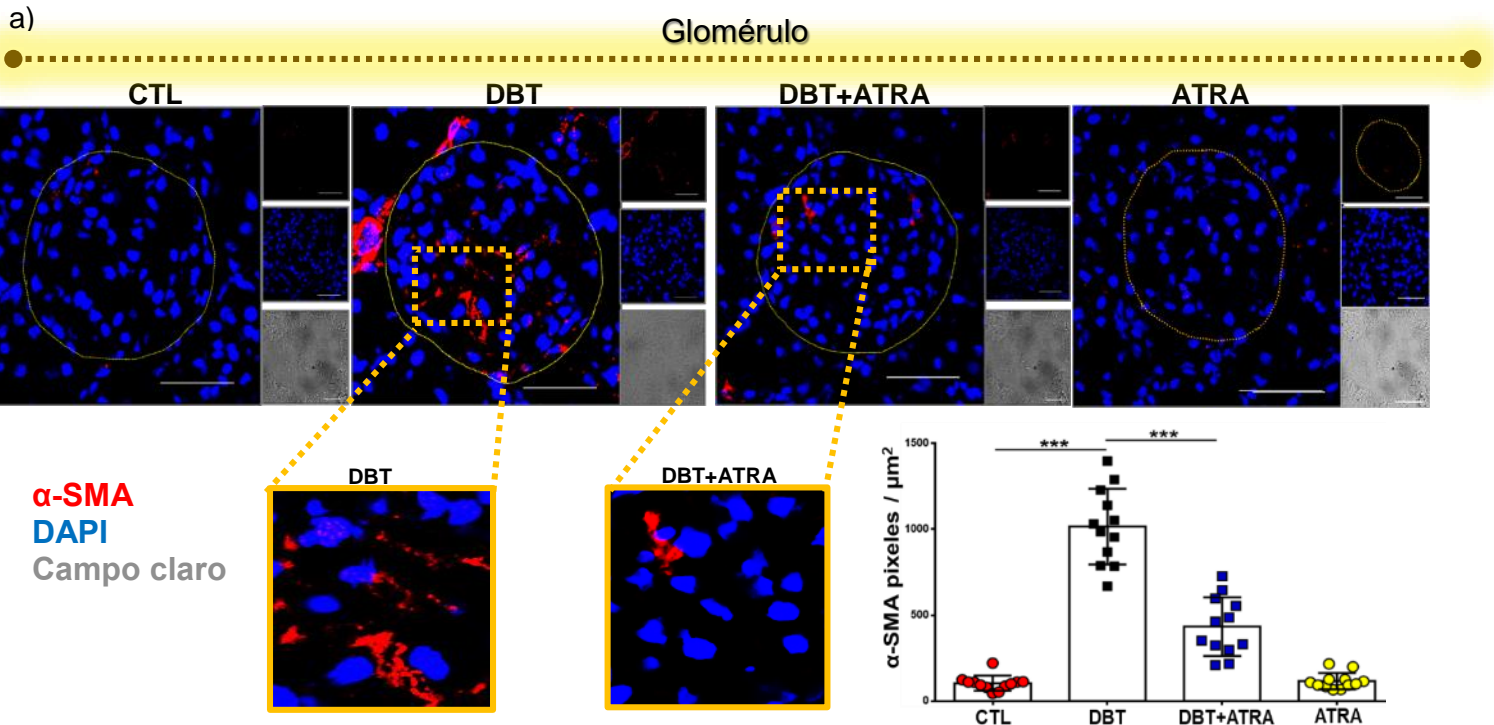 a)
Glomérulo
CTL
DBT
DBT+ATRA
ATRA
α-SMA
DAPI
Campo claro
DBT
DBT+ATRA
α-SMA pixeles / µm²
1500
1000
500
0
***
***
CTL
DBT
DBT+ATRA
ATRA